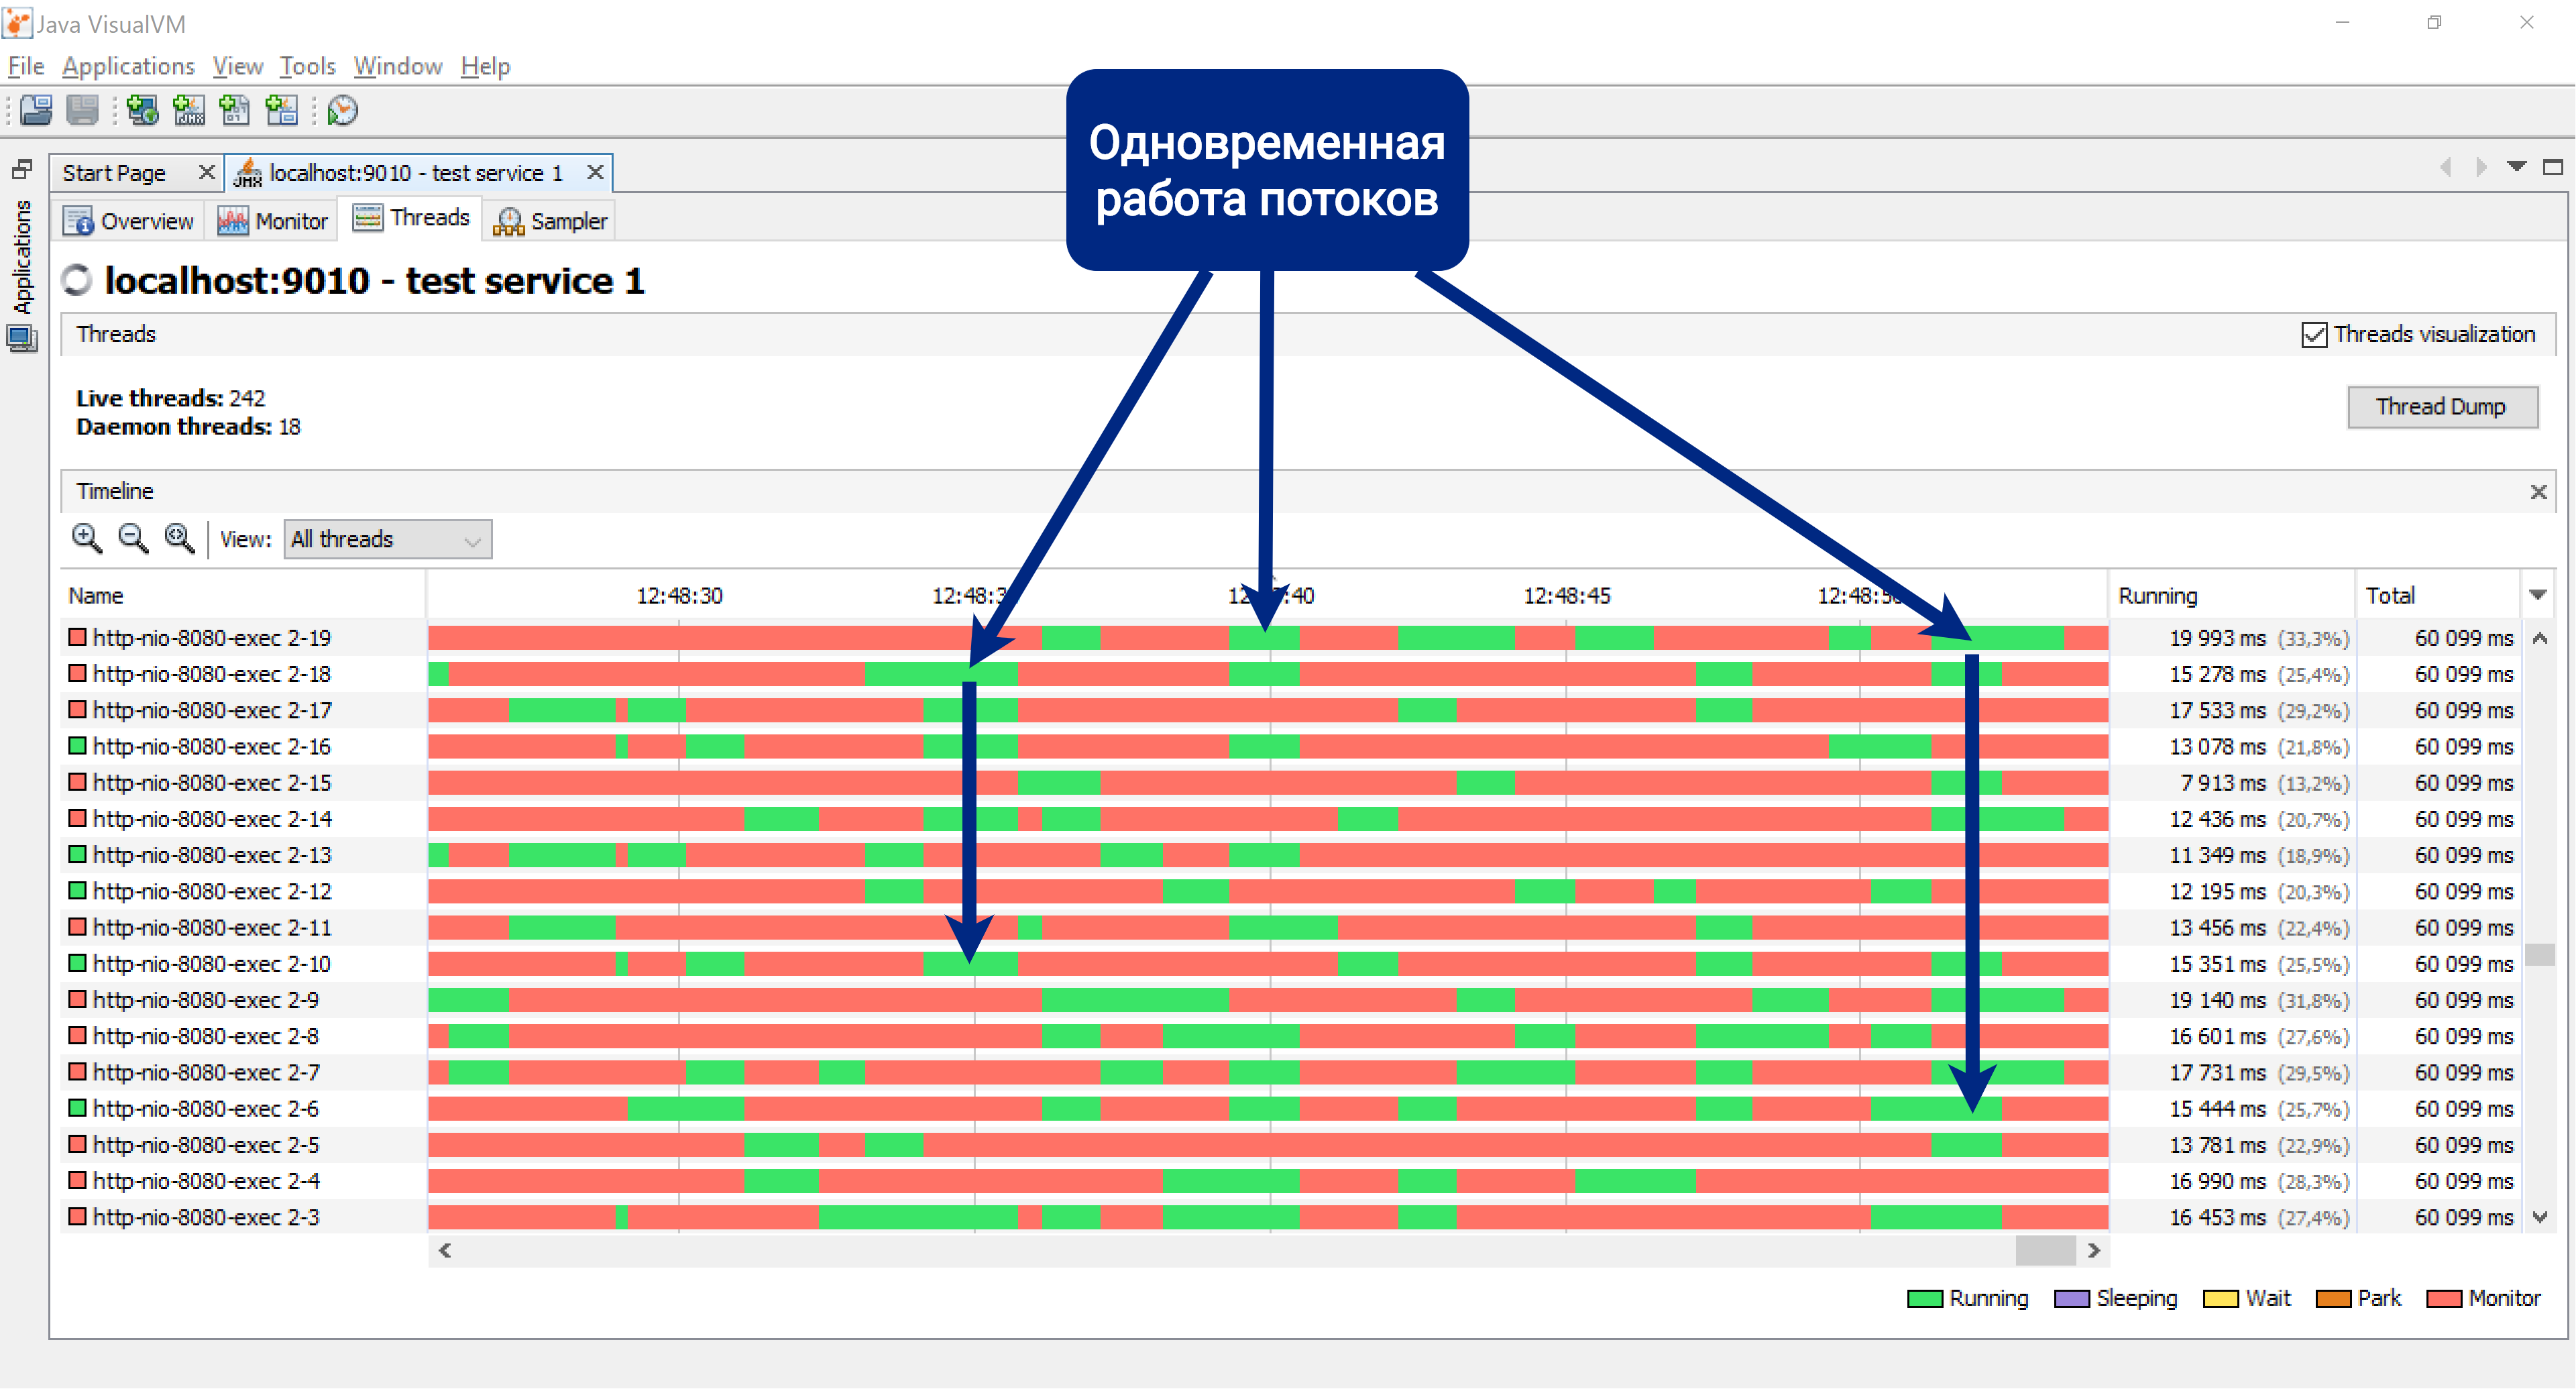 Java VisualVM
File Applications View Tools Window Help
Одновременная
работа потоков
Start Page
localhost:9010 - test service 1
Applications
Overview Monitor Threads Sampler
localhost:9010 - test service 1
Threads
Threads visualization
Live threads: 242
Daemon threads: 18
Thread Dump
Timeline
View: All threads
Name 12:48:30 12:48:3 12 :40 12:48:45 12:48:50 Running Total
http-nio-8080-exec 2-19 19 993 ms (33,3%) 60 099 ms
http-nio-8080-exec 2-18 15 278 ms (25,4%) 60 099 ms
http-nio-8080-exec 2-17 17 533 ms (29,2%) 60 099 ms
http-nio-8080-exec 2-16 13 078 ms (21,8%) 60 099 ms
http-nio-8080-exec 2-15 7 913 ms (13,2%) 60 099 ms
http-nio-8080-exec 2-14 12 436 ms (20,7%) 60 099 ms
http-nio-8080-exec 2-13 11 349 ms (18,9%) 60 099 ms
http-nio-8080-exec 2-12 12 195 ms (20,3%) 60 099 ms
http-nio-8080-exec 2-11 13 456 ms (22,4%) 60 099 ms
http-nio-8080-exec 2-10 15 351 ms (25,5%) 60 099 ms
http-nio-8080-exec 2-9 19 140 ms (31,8%) 60 099 ms
http-nio-8080-exec 2-8 16 601 ms (27,6%) 60 099 ms
http-nio-8080-exec 2-7 17 731 ms (29,5%) 60 099 ms
http-nio-8080-exec 2-6 15 444 ms (25,7%) 60 099 ms
http-nio-8080-exec 2-5 13 781 ms (22,9%) 60 099 ms
http-nio-8080-exec 2-4 16 990 ms (28,3%) 60 099 ms
http-nio-8080-exec 2-3 16 453 ms (27,4%) 60 099 ms
Running Sleeping Wait Park Monitor